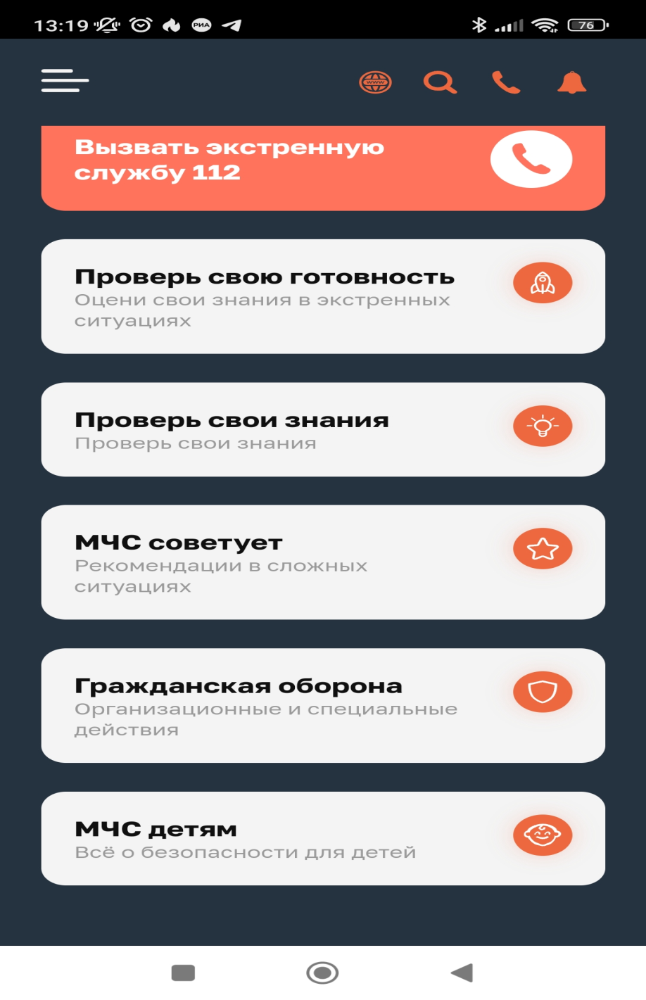 13:19 РИА 76
www
Вызвать экстренную
службу 112
Проверь свою готовность
Оцени свои знания в экстренных
ситуациях
Проверь свои знания
Проверь свои знания
МЧС советует
Рекомендации в сложных
ситуациях
Гражданская оборона
Организационные и специальные
действия
МЧС детям
Всё о безопасности для детей